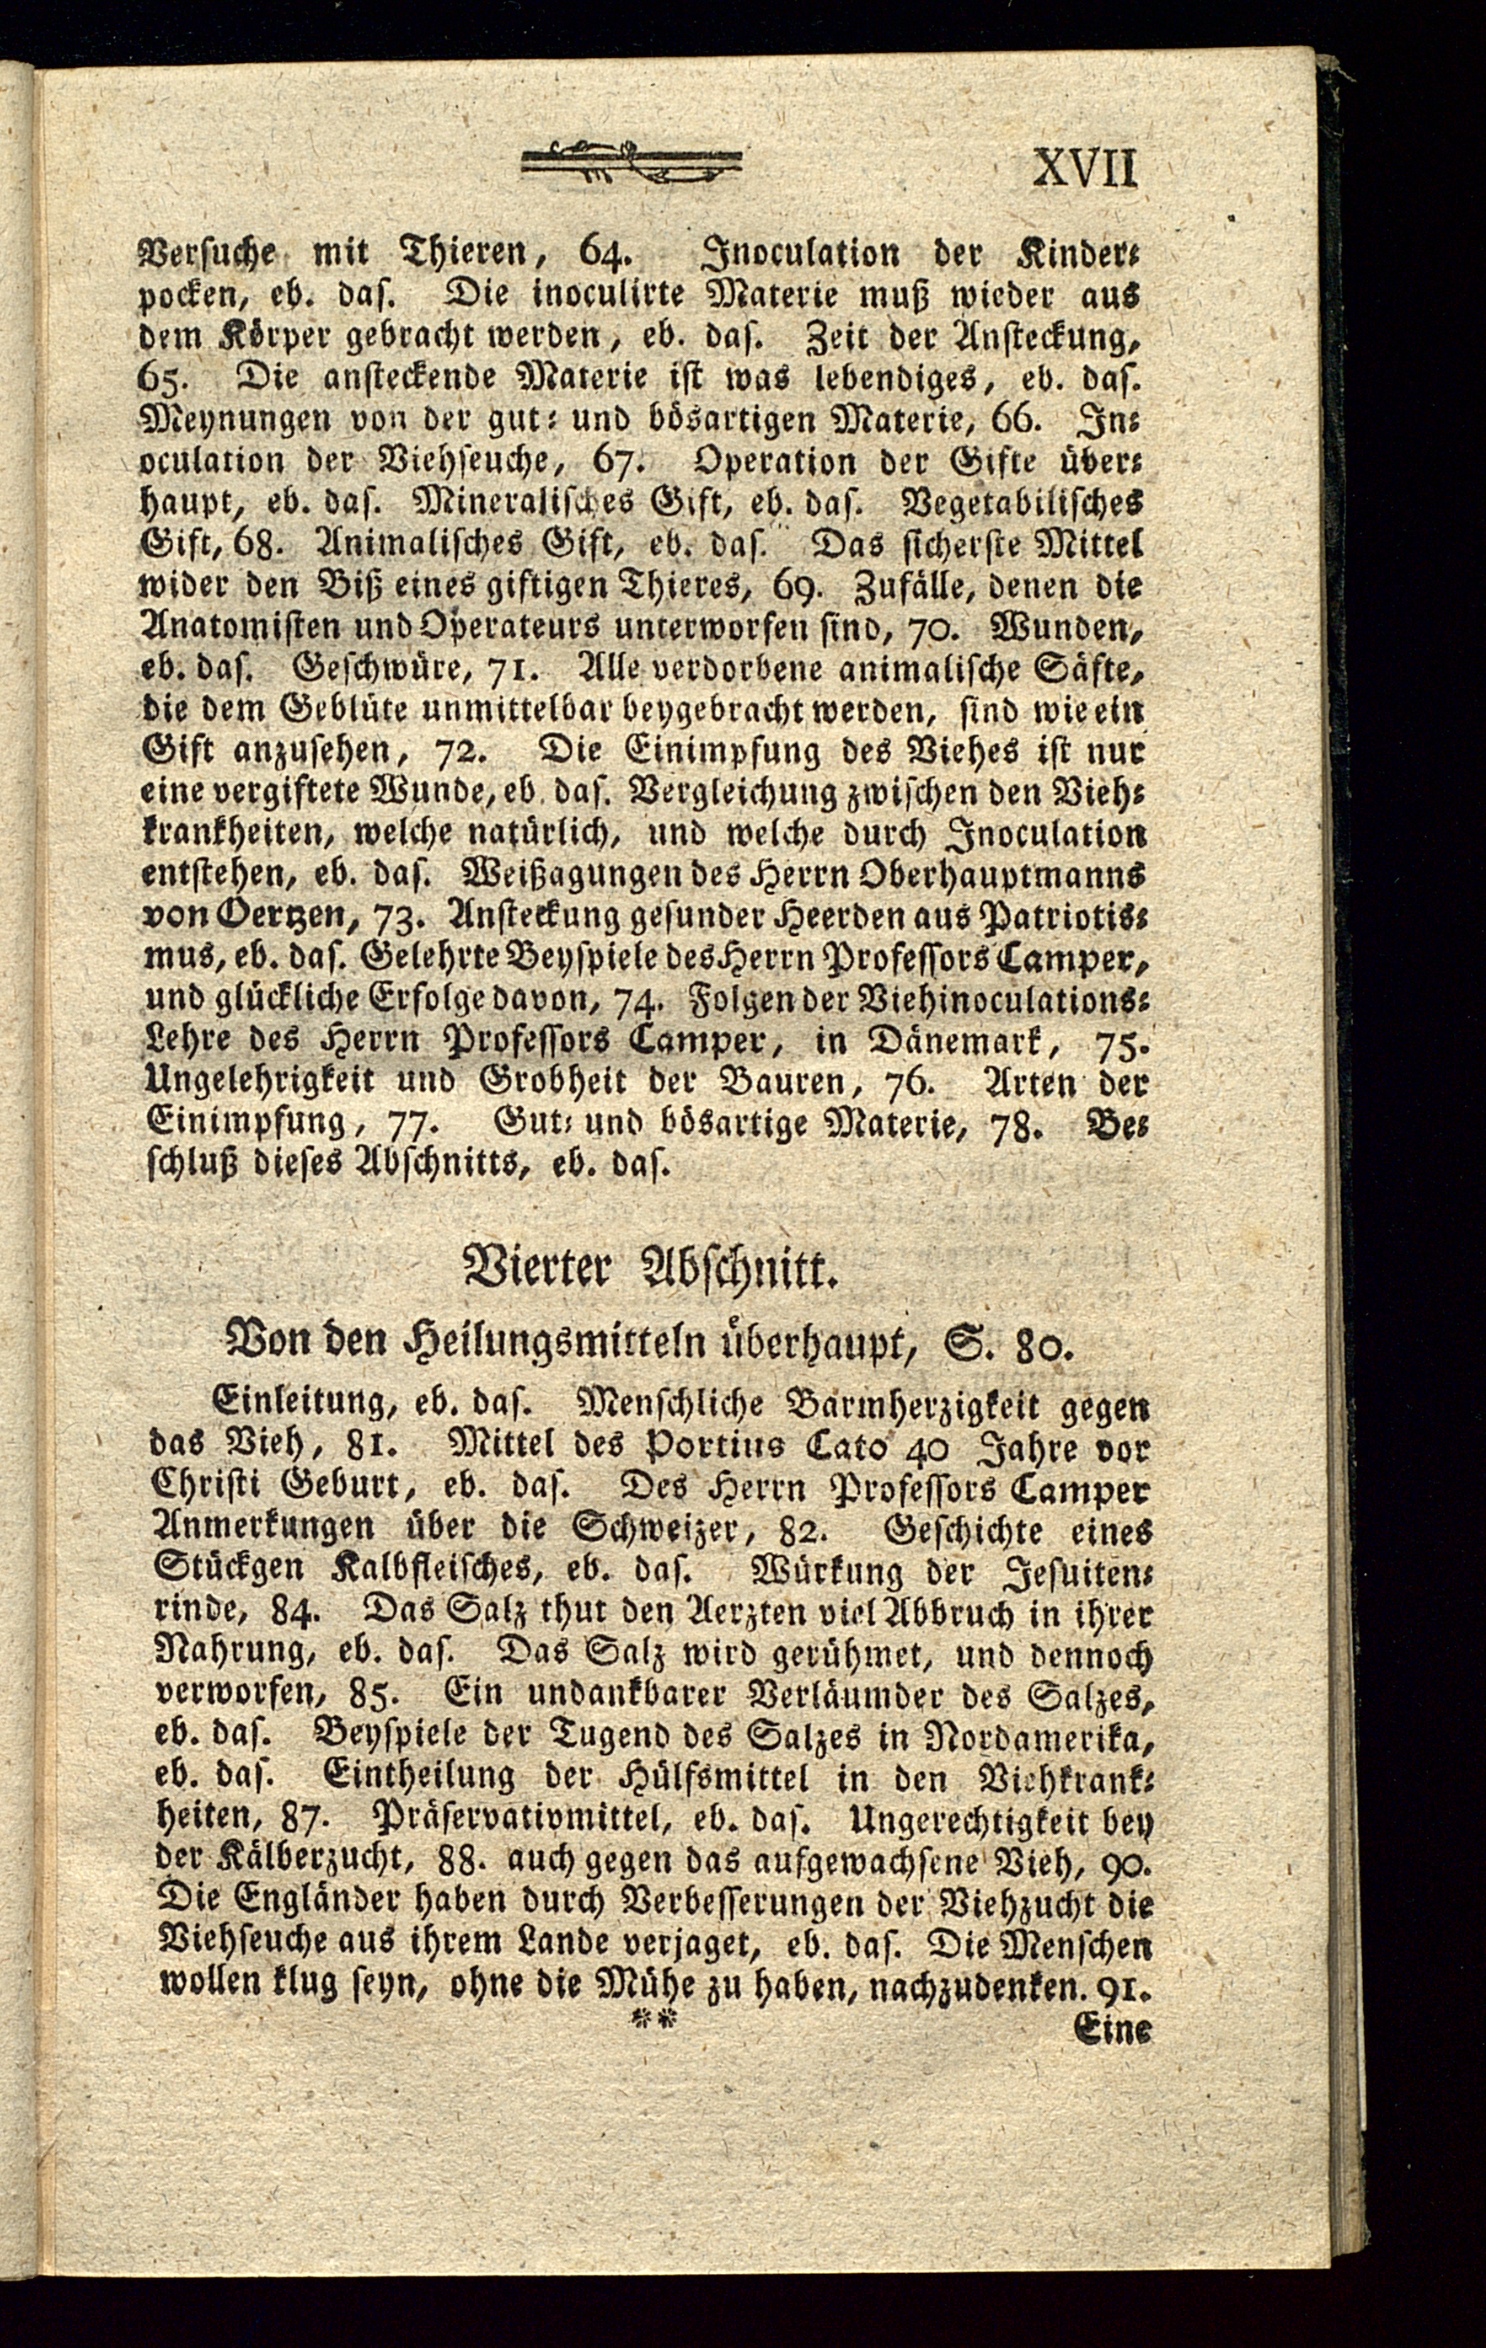 XVII
Versuche mit Thieren, 64. Inoculation der Kinder-
pocken, eb. das. Die inoculirte Materie muß wieder aus
dem Körper gebracht werden, eb. das. Zeit der Ansteckung,
65. Die ansteckende Materie ist was lebendiges, eb. das.
Meynungen von der gut- und bösartigen Materie, 66. In-
oculation der Viehseuche, 67. Operation der Gifte über-
haupt, eb. das. Mineralisches Gift, eb. das. Vegetabilisches
Gift, 68. Animalisches Gift, eb. das. Das sicherste Mittel
wider den Biß eines giftigen Thieres, 69. Zufälle, denen die
Anatomisten und Operateurs unterworfen sind, 70. Wunden,
eb. das. Geschwüre, 71. Alle verdorbene animalische Säfte,
die dem Geblüte unmittelbar beygebracht werden, sind wie ein
Gift anzusehen, 72. Die Einimpfung des Viehes ist nur
eine vergiftete Wunde, eb. das. Vergleichung zwischen den Vieh-
krankheiten, welche natürlich, und welche durch Inoculation
entstehen, eb. das. Weißagungen des Herrn Oberhauptmanns
von Oertzen, 73. Ansteckung gesunder Heerden aus Patriotis-
mus, eb. das. Gelehrte Beyspiele des Herrn Professors Camper,
und glückliche Erfolge davon, 74. Folgen der Viehinoculations-
Lehre des Herrn Professors Camper, in Dänemark, 75.
Ungelehrigkeit und Grobheit der Bauren, 76. Arten der
Einimpfung, 77. Gut- und bösartige Materie, 78. Be-
schluß dieses Abschnitts, eb. das.
Vierter Abschnitt.
Von den Heilungsmitteln überhaupt, S. 80.
Einleitung, eb. das. Menschliche Barmherzigkeit gegen
das Vieh, 81. Mittel des Portius Cato 40 Jahre vor
Christi Geburt, eb. das. Des Herrn Professors Camper
Anmerkungen über die Schweizer, 82. Geschichte eines
Stückgen Kalbfleisches, eb. das. Würkung der Jesuiten-
rinde, 84. Das Salz thut den Aerzten viel Abbruch in ihrer
Nahrung, eb. das. Das Salz wird gerühmet, und dennoch
verworfen, 85. Ein undankbarer Verläumder des Salzes,
eb. das. Beyspiele der Tugend des Salzes in Nordamerika,
eb. das. Eintheilung der Hülfsmittel in den Viehkrank-
heiten, 87. Präservativmittel, eb. das. Ungerechtigkeit bey
der Kälberzucht, 88. auch gegen das aufgewachsene Vieh, 90.
Die Engländer haben durch Verbesserungen der Viehzucht die
Viehseuche aus ihrem Lande verjaget, eb. das. Die Menschen
wollen klug seyn, ohne die Mühe zu haben, nachzudenken. 91.
** Eine